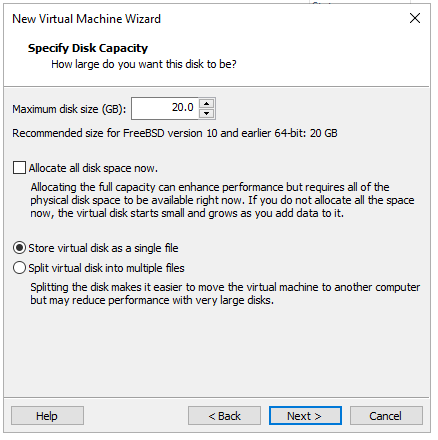 New Virtual Machine Wizard
Specify Disk Capacity
How large do you want this disk to be?
Maximum disk size (GB): 20.0
Recommended size for FreeBSD version 10 and earlier 64-bit: 20 GB
Allocate all disk space now.
Allocating the full capacity can enhance performance but requires all of the
physical disk space to be available right now. If you do not allocate all the space
now, the virtual disk starts small and grows as you add data to it.
Store virtual disk as a single file
Split virtual disk into multiple files
Splitting the disk makes it easier to move the virtual machine to another computer
but may reduce performance with very large disks.
Help < Back Next > Cancel